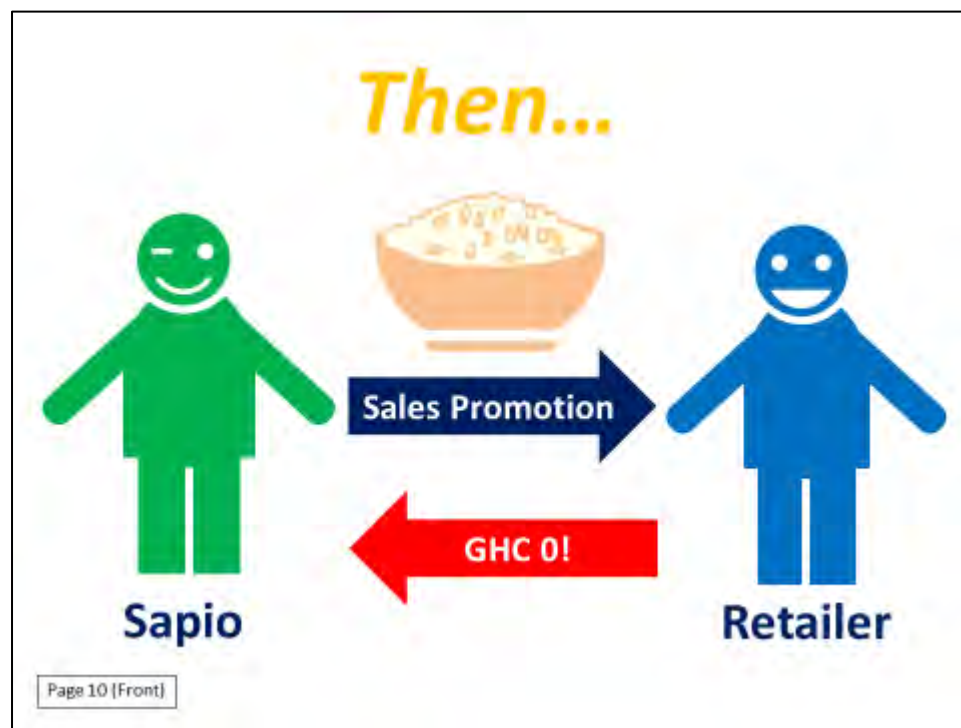 Then...
Sales Promotion
GHC 0!
Sapio
Retailer
Page 10 (Front)